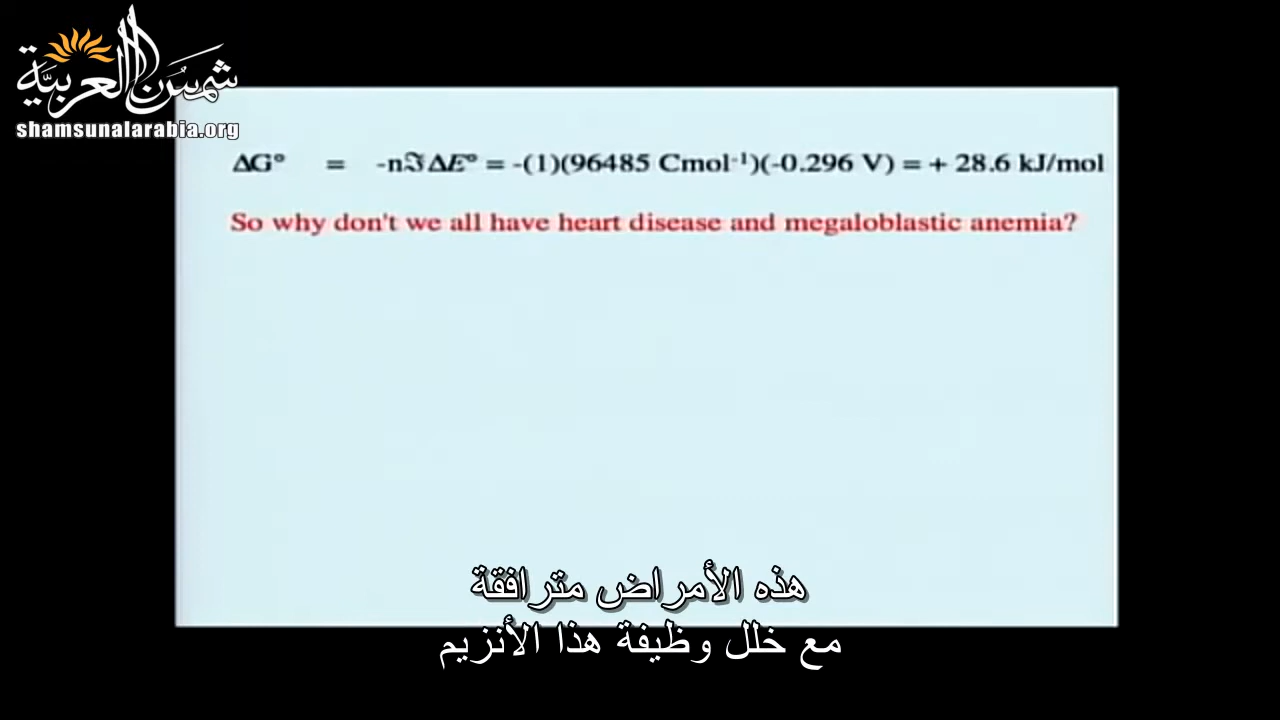 شمس العربية
shamsunalarabia.org
ΔG° = -nℑΔE° = -(1)(96485 Cmol⁻¹)(-0.296 V) = + 28.6 kJ/mol
So why don't we all have heart disease and megaloblastic anemia?
هذه الأمراض مترافقة
مع خلل وظيفة هذا الأنزيم